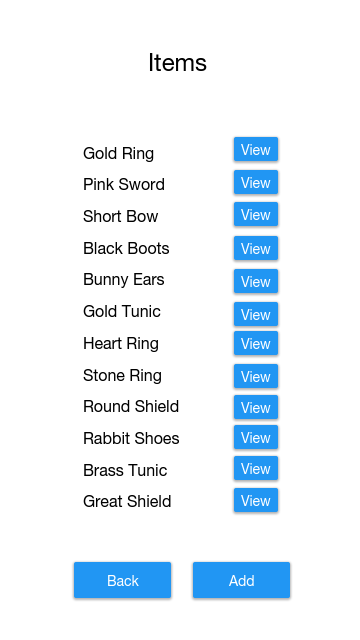 Items
Gold Ring View
Pink Sword View
Short Bow View
Black Boots View
Bunny Ears View
Gold Tunic View
Heart Ring View
Stone Ring View
Round Shield View
Rabbit Shoes View
Brass Tunic View
Great Shield View
Back Add